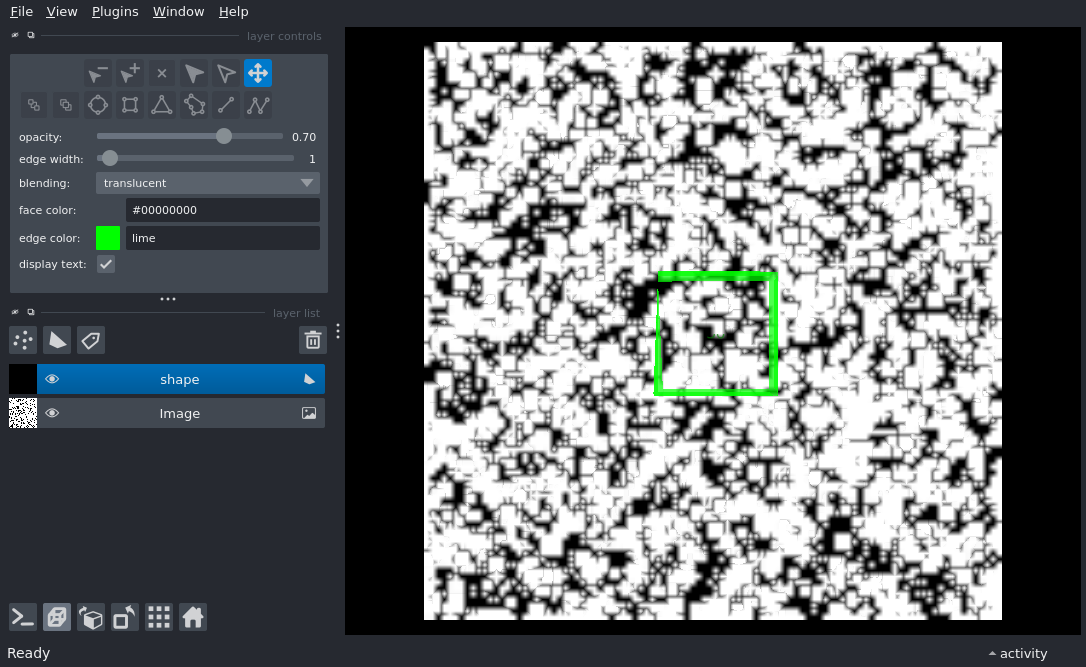 File View Plugins Window Help
layer controls
opacity: 0.70
edge width: 1
blending: translucent
face color: #00000000
edge color: lime
display text:
layer list
shape
Image
Ready
activity